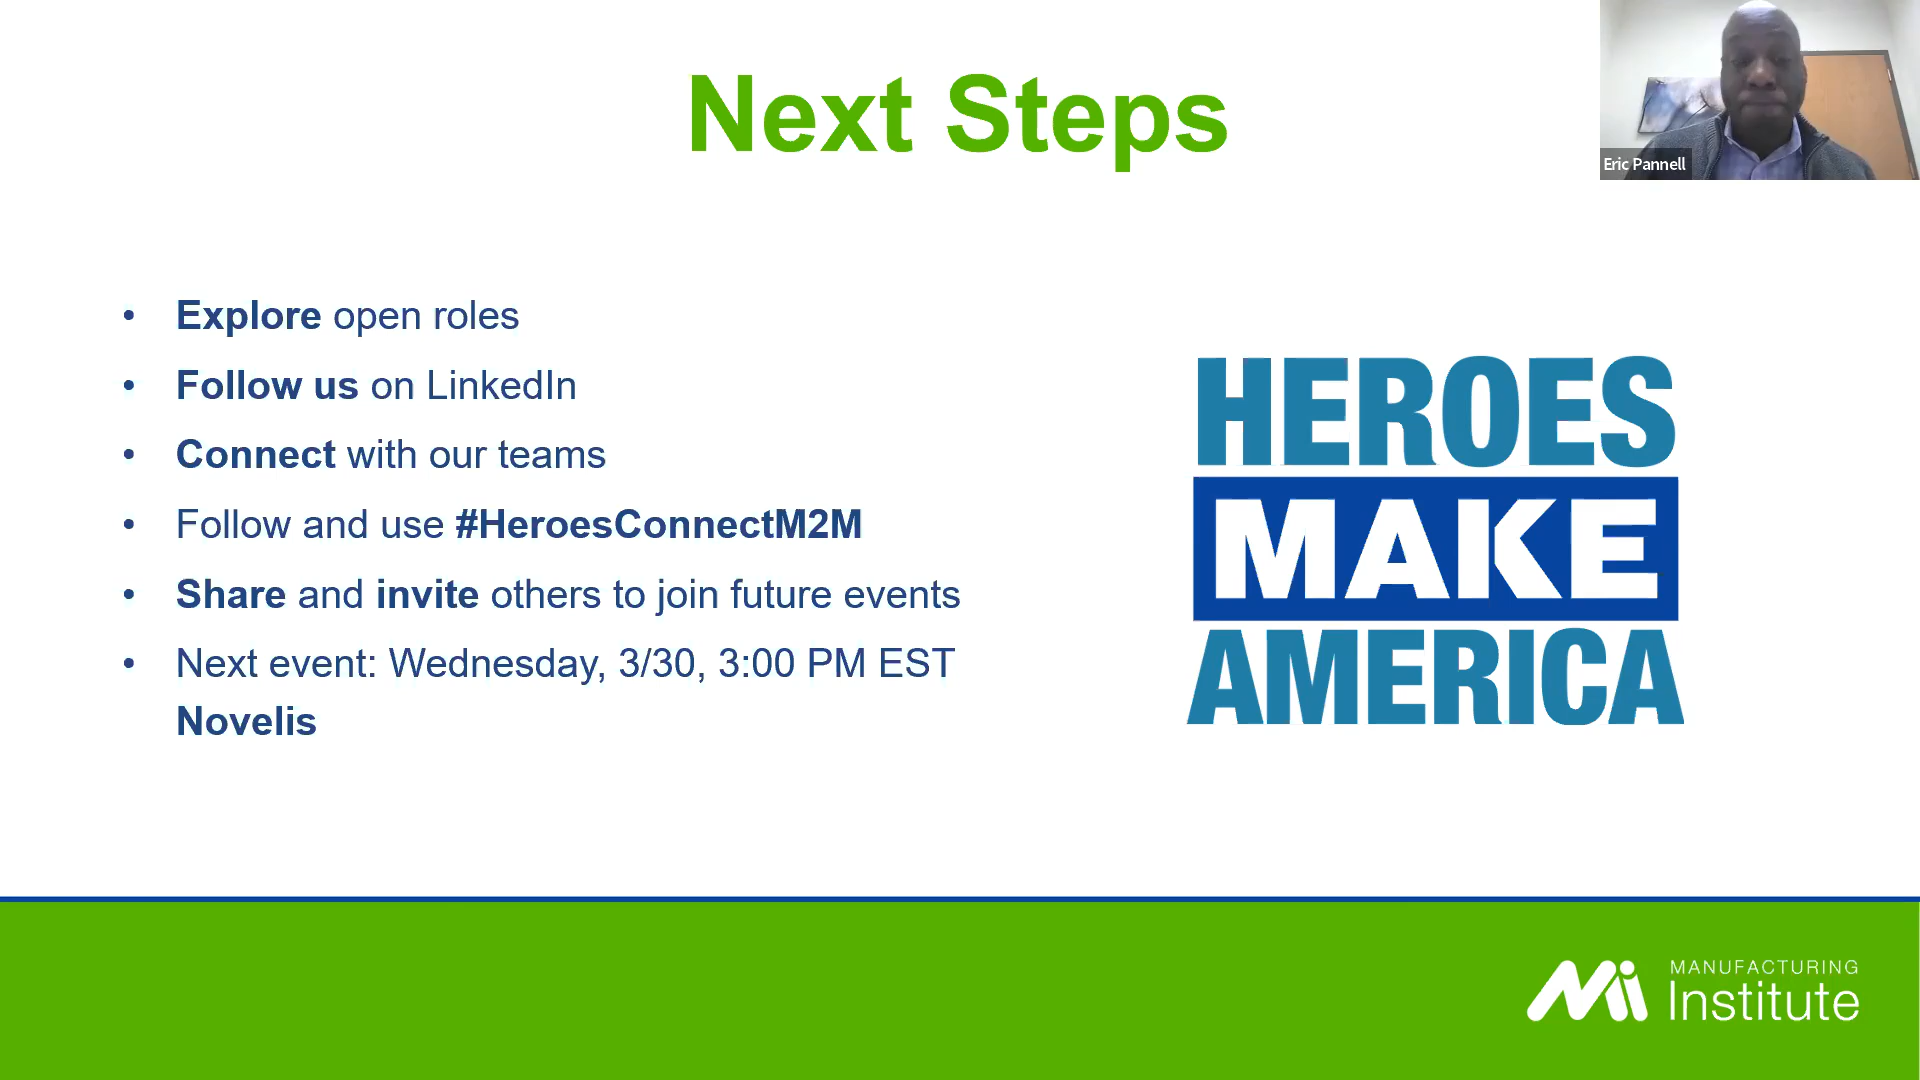 Next Steps
Eric Pannell
• Explore open roles
• Follow us on LinkedIn
• Connect with our teams
• Follow and use #HeroesConnectM2M
• Share and invite others to join future events
• Next event: Wednesday, 3/30, 3:00 PM EST
Novelis
HEROES
MAKE
AMERICA
Mi
MANUFACTURING
Institute